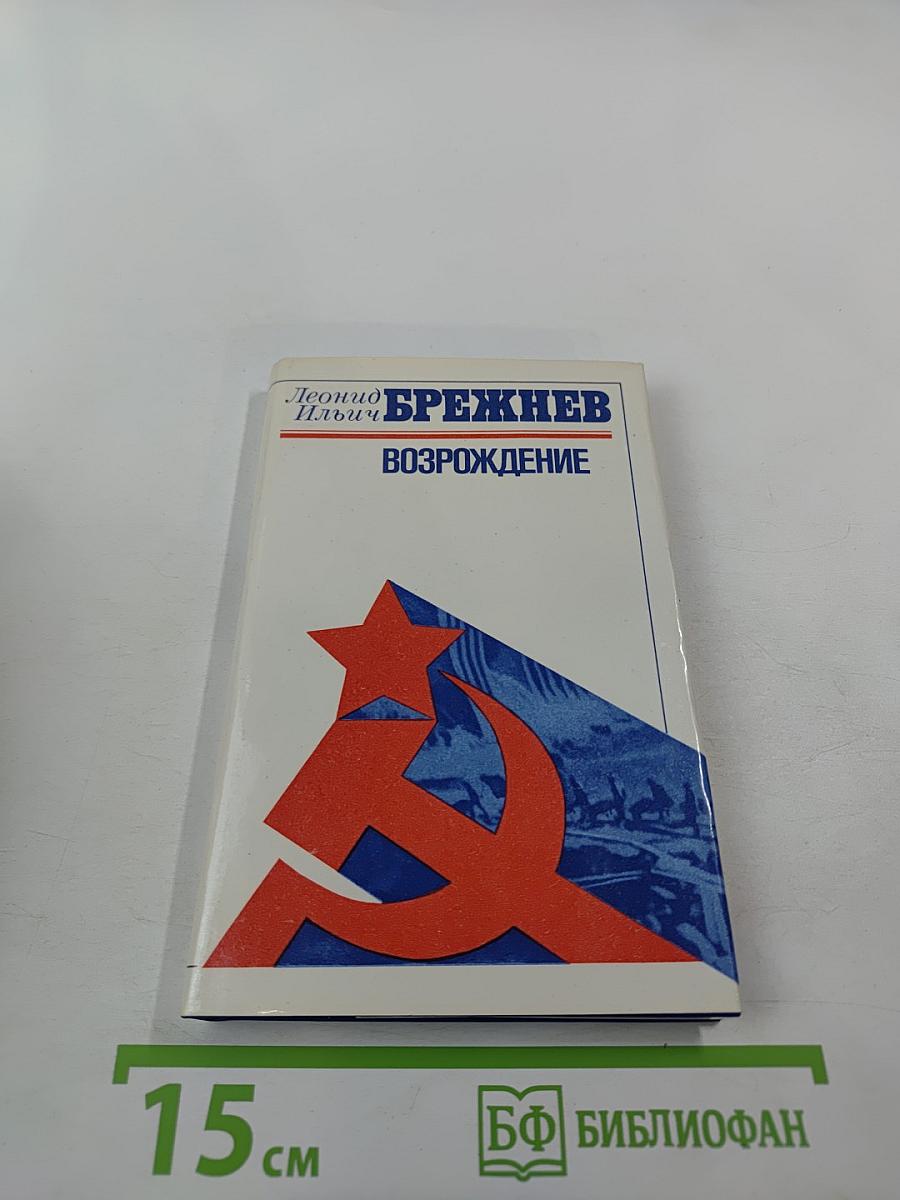 Леонид
Ильич
БРЕЖНЕВ
ВОЗРОЖДЕНИЕ
15 см
БФ
БИБЛИОФАН